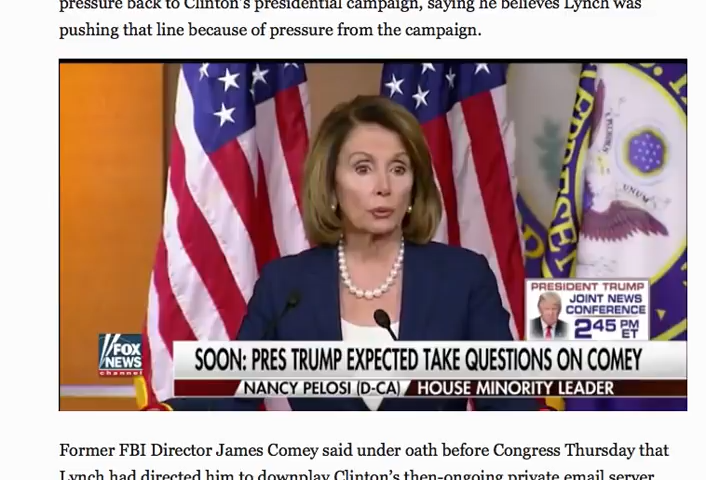 pressure back to Clinton's presidential campaign, saying he believes Lynch was
pushing that line because of pressure from the campaign.
UNUM
PRESIDENT TRUMP
JOINT NEWS
CONFERENCE
2:45 PM
ET
FOX
NEWS
channel
SOON: PRES TRUMP EXPECTED TAKE QUESTIONS ON COMEY
NANCY PELOSI (D-CA) HOUSE MINORITY LEADER
Former FBI Director James Comey said under oath before Congress Thursday that
Lynch had directed him to downplay Clinton's then-ongoing private email server